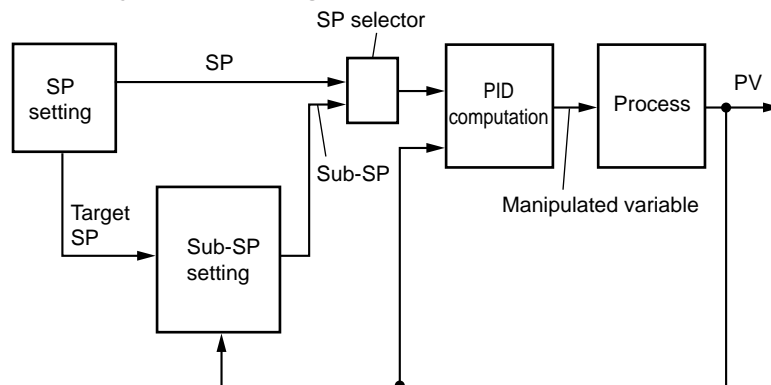 SP selector
SP
SP
setting
PID
computation
Process
PV
Sub-SP
Manipulated variable
Target
SP
Sub-SP
setting